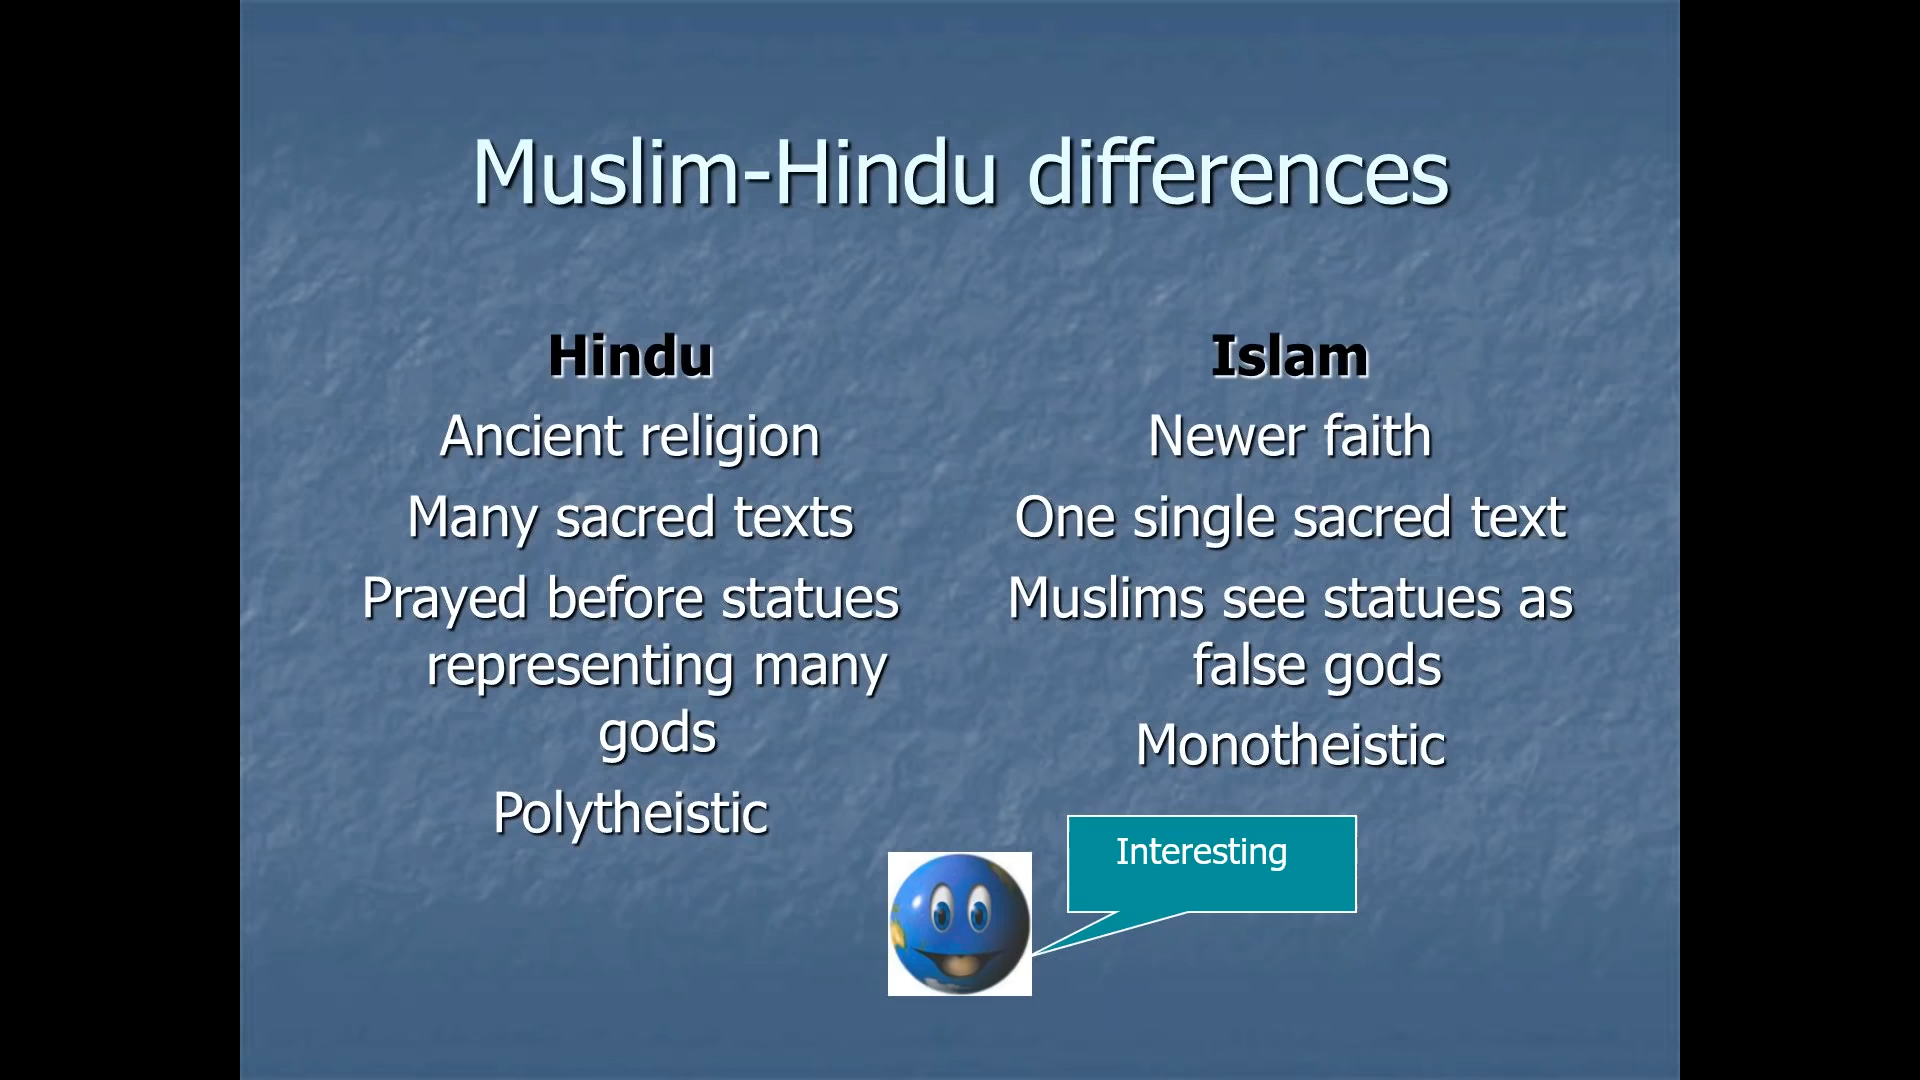 Muslim-Hindu differences
Hindu
Ancient religion
Many sacred texts
Prayed before statues
representing many
gods
Polytheistic
Islam
Newer faith
One single sacred text
Muslims see statues as
false gods
Monotheistic
Interesting